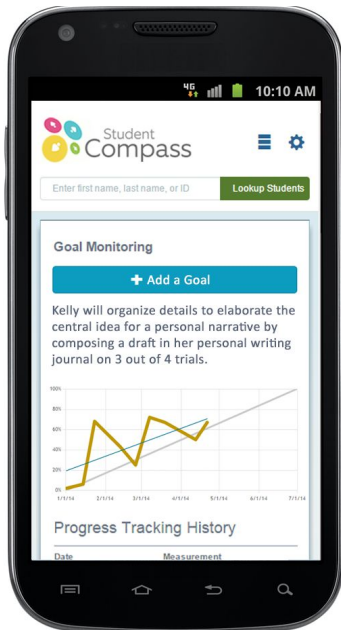 4G
10:10 AM
Student
Compass
Enter first name, last name, or ID
Lookup Students
Goal Monitoring
+ Add a Goal
Kelly will organize details to elaborate the
central idea for a personal narrative by
composing a draft in her personal writing
journal on 3 out of 4 trials.
100%
80%
60%
40%
20%
0%
1/1/14 2/1/14 3/1/14 4/1/14 5/1/14 6/1/14 7/1/14
Progress Tracking History
Date Measurement